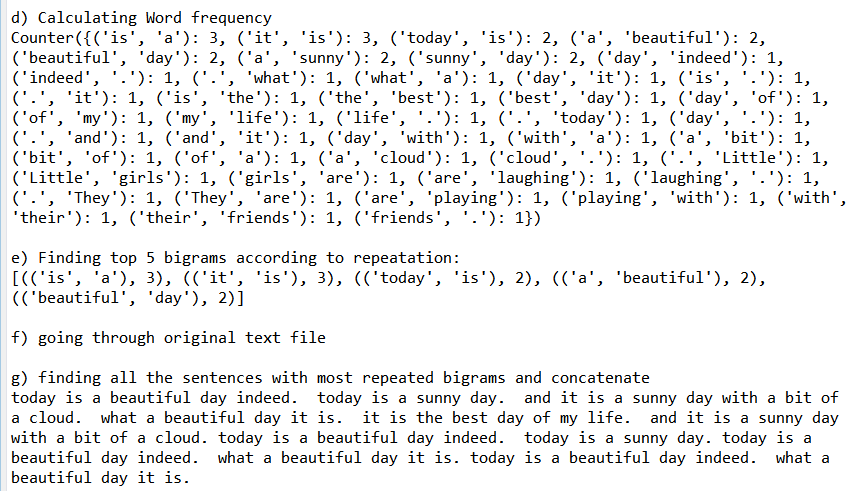 d) Calculating Word frequency
Counter({('is', 'a'): 3, ('it', 'is'): 3, ('today', 'is'): 2, ('a', 'beautiful'): 2,
('beautiful', 'day'): 2, ('a', 'sunny'): 2, ('sunny', 'day'): 2, ('day', 'indeed'): 1,
('indeed', '.'): 1, ('.', 'what'): 1, ('what', 'a'): 1, ('day', 'it'): 1, ('is', '.'): 1,
('.', 'it'): 1, ('is', 'the'): 1, ('the', 'best'): 1, ('best', 'day'): 1, ('day', 'of'): 1,
('of', 'my'): 1, ('my', 'life'): 1, ('life', '.'): 1, ('.', 'today'): 1, ('day', '.'): 1,
('.', 'and'): 1, ('and', 'it'): 1, ('day', 'with'): 1, ('with', 'a'): 1, ('a', 'bit'): 1,
('bit', 'of'): 1, ('of', 'a'): 1, ('a', 'cloud'): 1, ('cloud', '.'): 1, ('.', 'Little'): 1,
('Little', 'girls'): 1, ('girls', 'are'): 1, ('are', 'laughing'): 1, ('laughing', '.'): 1,
('.', 'They'): 1, ('They', 'are'): 1, ('are', 'playing'): 1, ('playing', 'with'): 1, ('with',
'their'): 1, ('their', 'friends'): 1, ('friends', '.'): 1})
e) Finding top 5 bigrams according to repeatation:
[(('is', 'a'), 3), (('it', 'is'), 3), (('today', 'is'), 2), (('a', 'beautiful'), 2),
(('beautiful', 'day'), 2)]
f) going through original text file
g) finding all the sentences with most repeated bigrams and concatenate
today is a beautiful day indeed.  today is a sunny day.  and it is a sunny day with a bit of
a cloud.  what a beautiful day it is.  it is the best day of my life.  and it is a sunny day
with a bit of a cloud. today is a beautiful day indeed.  today is a sunny day. today is a
beautiful day indeed.  what a beautiful day it is. today is a beautiful day indeed.  what a
beautiful day it is.